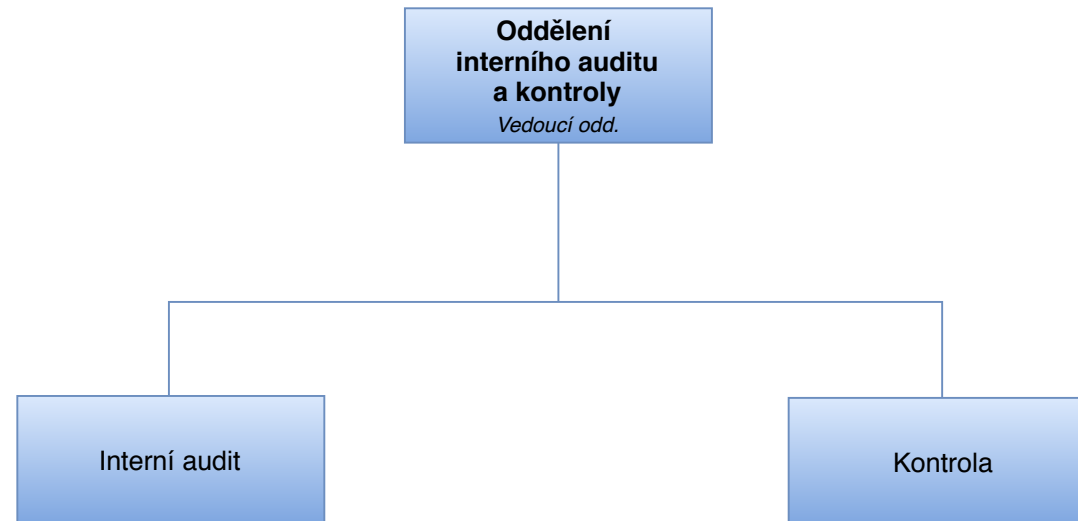 Oddělení
interního auditu
a kontroly
Vedoucí odd.
Interní audit
Kontrola